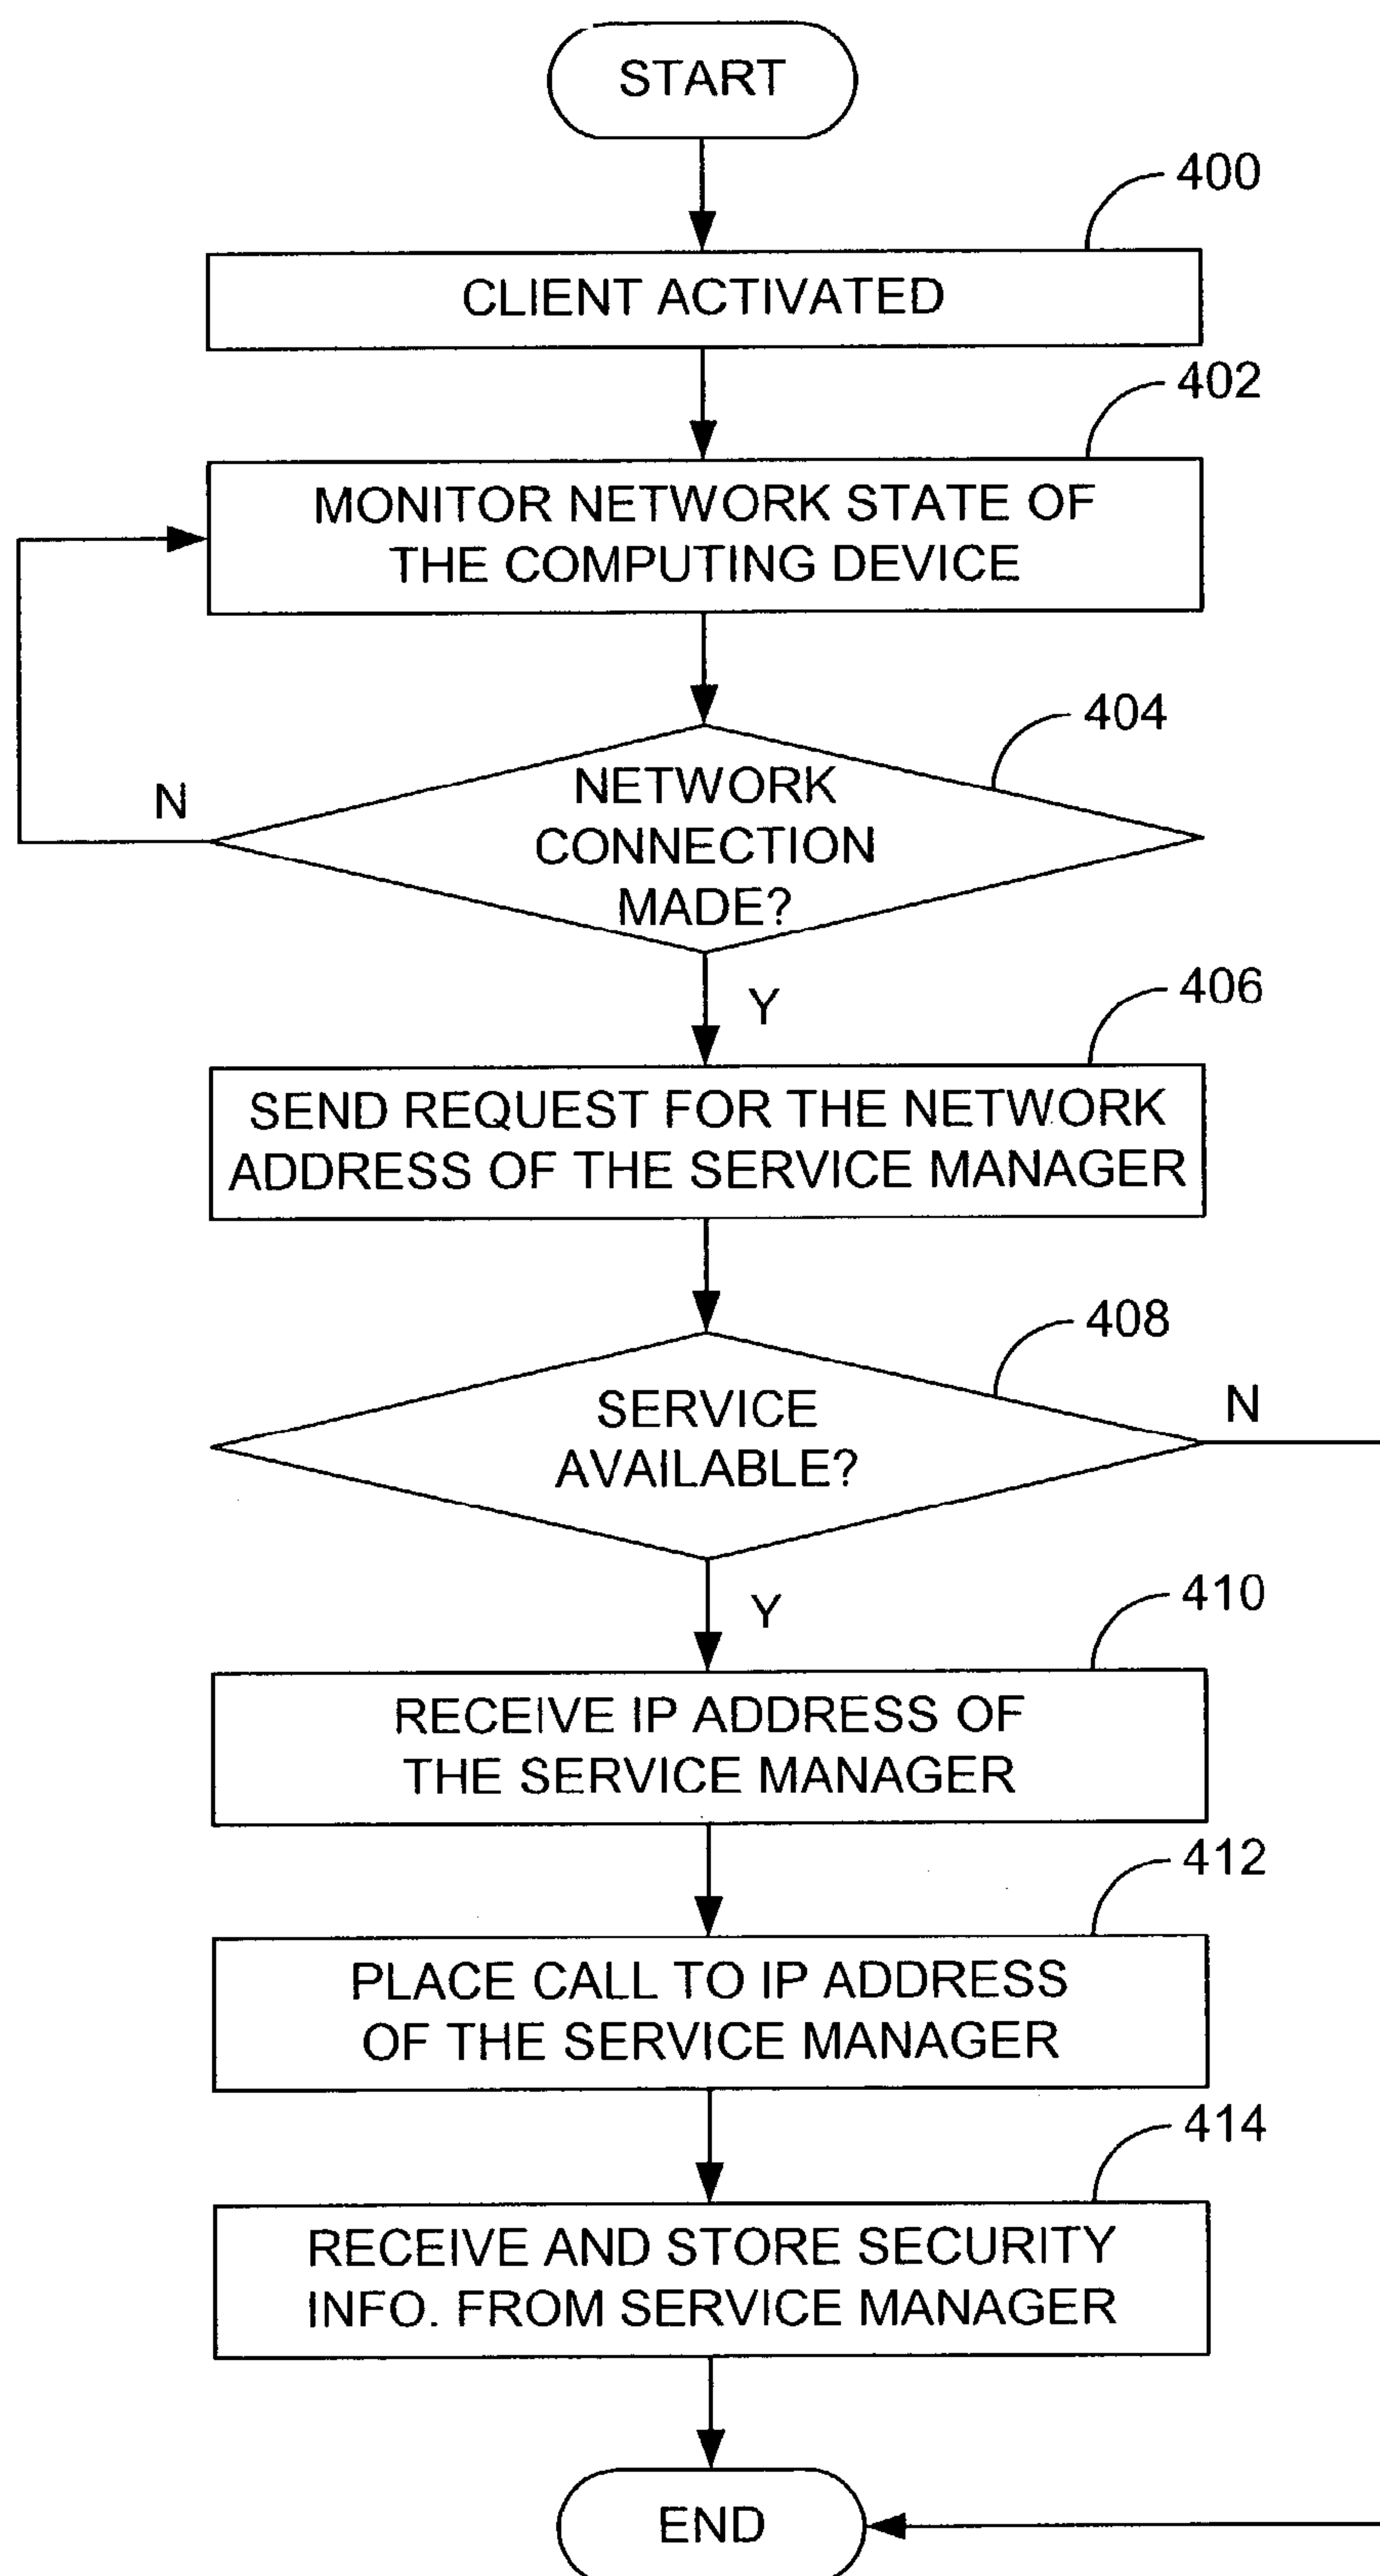 START
400
CLIENT ACTIVATED
402
MONITOR NETWORK STATE OF
THE COMPUTING DEVICE
404
NETWORK
CONNECTION
MADE?
N
Y
406
SEND REQUEST FOR THE NETWORK
ADDRESS OF THE SERVICE MANAGER
408
SERVICE
AVAILABLE?
N
Y
410
RECEIVE IP ADDRESS OF
THE SERVICE MANAGER
412
PLACE CALL TO IP ADDRESS
OF THE SERVICE MANAGER
414
RECEIVE AND STORE SECURITY
INFO. FROM SERVICE MANAGER
END